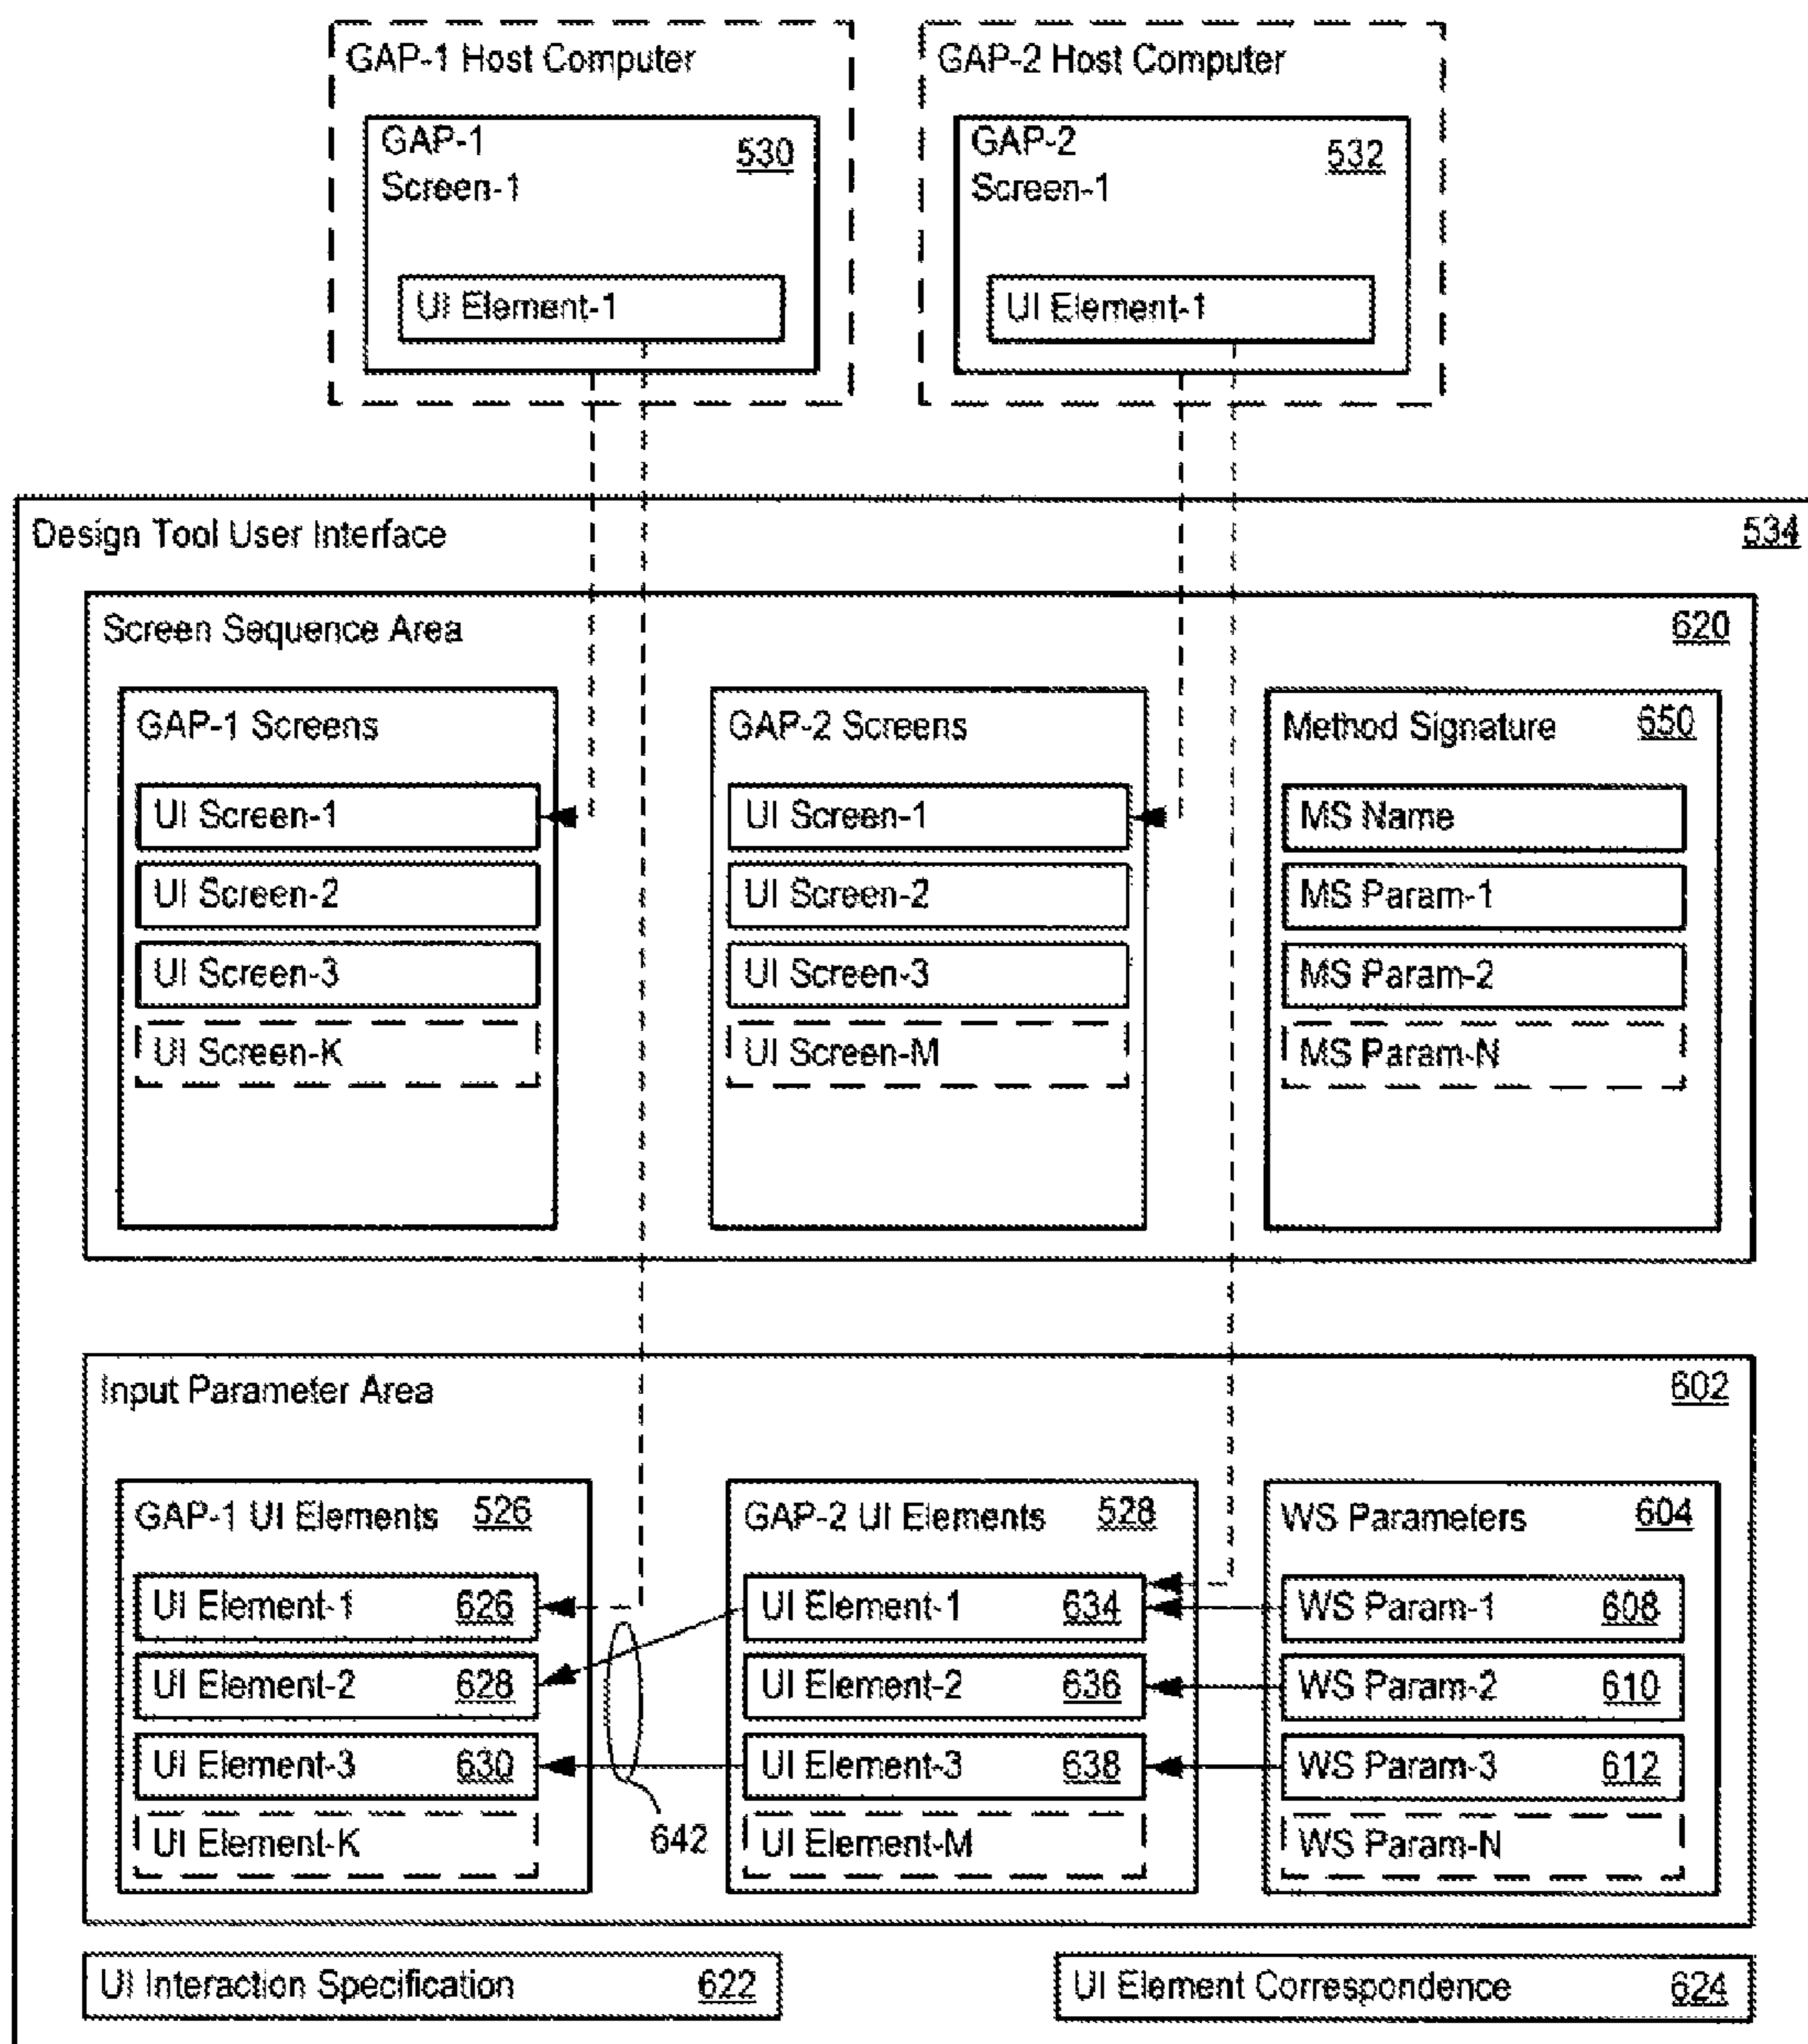 GAP-1 Host Computer
GAP-1 530
Screen-1
UI Element-1
GAP-2 Host Computer
GAP-2 532
Screen-1
UI Element-1
Design Tool User Interface 534
Screen Sequence Area 620
GAP-1 Screens
UI Screen-1
UI Screen-2
UI Screen-3
UI Screen-K
GAP-2 Screens
UI Screen-1
UI Screen-2
UI Screen-3
UI Screen-M
Method Signature 650
MS Name
MS Param-1
MS Param-2
MS Param-N
Input Parameter Area 602
GAP-1 UI Elements 526
UI Element-1 626
UI Element-2 628
UI Element-3 630
UI Element-K
642
GAP-2 UI Elements 528
UI Element-1 634
UI Element-2 636
UI Element-3 638
UI Element-M
WS Parameters 604
WS Param-1 608
WS Param-2 610
WS Param-3 612
WS Param-N
UI Interaction Specification 622
UI Element Correspondence 624